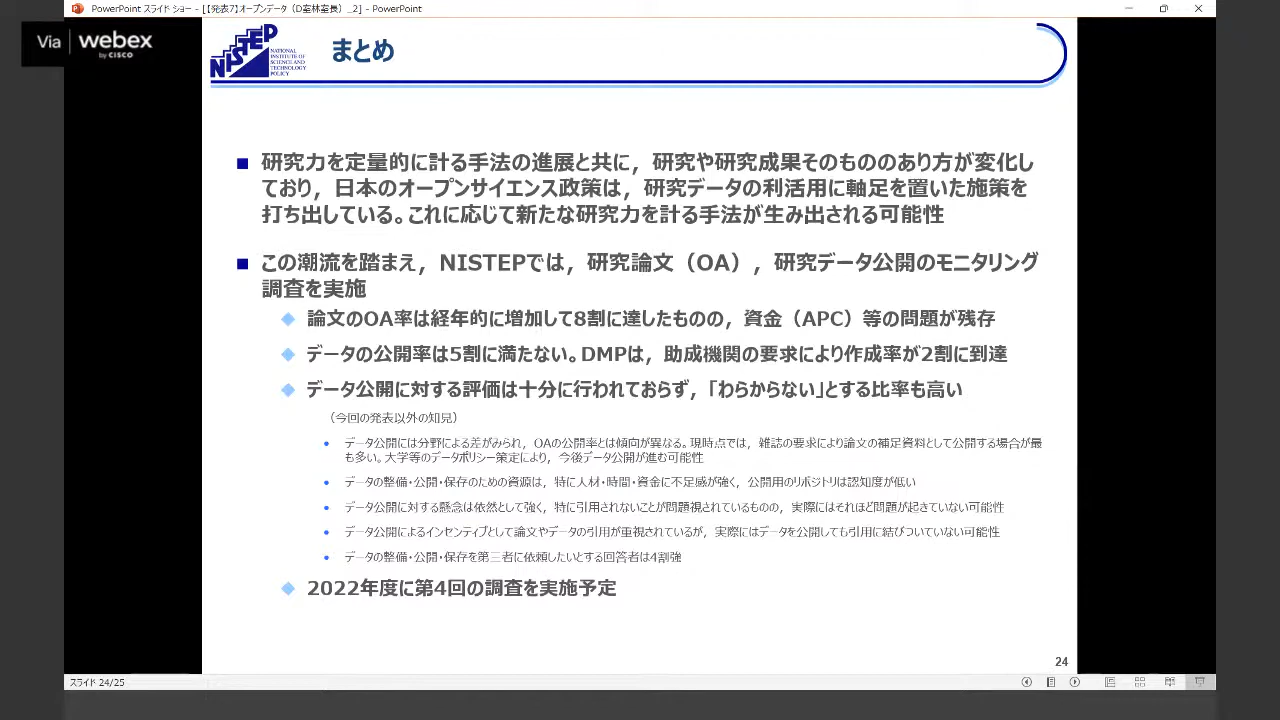 PowerPoint スライド ショー - [【発表7】オープンデータ（D室林室長）_2] - PowerPoint
Via webex
by CISCO
NISTEP
NATIONAL
INSTITUTE OF
SCIENCE AND
TECHNOLOGY
POLICY
まとめ
研究力を定量的に計る手法の進展と共に，研究や研究成果そのもののあり方が変化し
ており，日本のオープンサイエンス政策は，研究データの利活用に軸足を置いた施策を
打ち出している。これに応じて新たな研究力を計る手法が生み出される可能性
この潮流を踏まえ，NISTEPでは，研究論文（OA），研究データ公開のモニタリング
調査を実施
論文のOA率は経年的に増加して8割に達したものの，資金（APC）等の問題が残存
データの公開率は5割に満たない。DMPは，助成機関の要求により作成率が2割に到達
データ公開に対する評価は十分に行われておらず，「わらからない」とする比率も高い
（今回の発表以外の知見）
データ公開には分野による差がみられ，OAの公開率とは傾向が異なる。現時点では，雑誌の要求により論文の補足資料として公開する場合が最
も多い。大学等のデータポリシー策定により，今後データ公開が進む可能性
データの整備・公開・保存のための資源は，特に人材・時間・資金に不足感が強く，公開用のリポジトリは認知度が低い
データ公開に対する懸念は依然として強く，特に引用されないことが問題視されているものの，実際にはそれほど問題が起きていない可能性
データ公開によるインセンティブとして論文やデータの引用が重視されているが，実際にはデータを公開しても引用に結びついていない可能性
データの整備・公開・保存を第三者に依頼したいとする回答者は4割強
2022年度に第4回の調査を実施予定
24
スライド 24/25